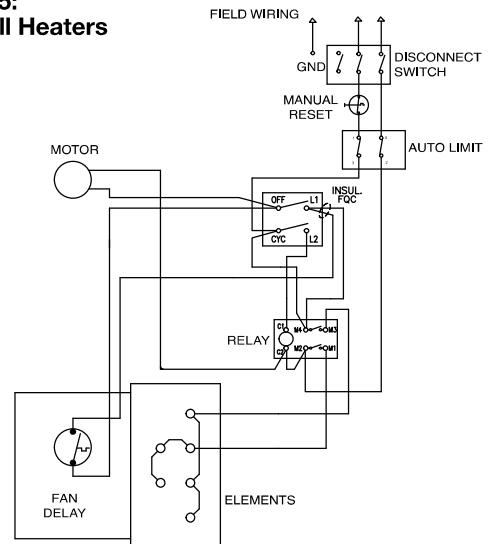 5:
ll Heaters
FIELD WIRING
GND
DISCONNECT
SWITCH
MANUAL
RESET
AUTO LIMIT
MOTOR
INSUL.
FQC
OFF
L1
CYC
L2
RELAY
C1
M4
M3
C2
M2
M1
FAN
DELAY
ELEMENTS